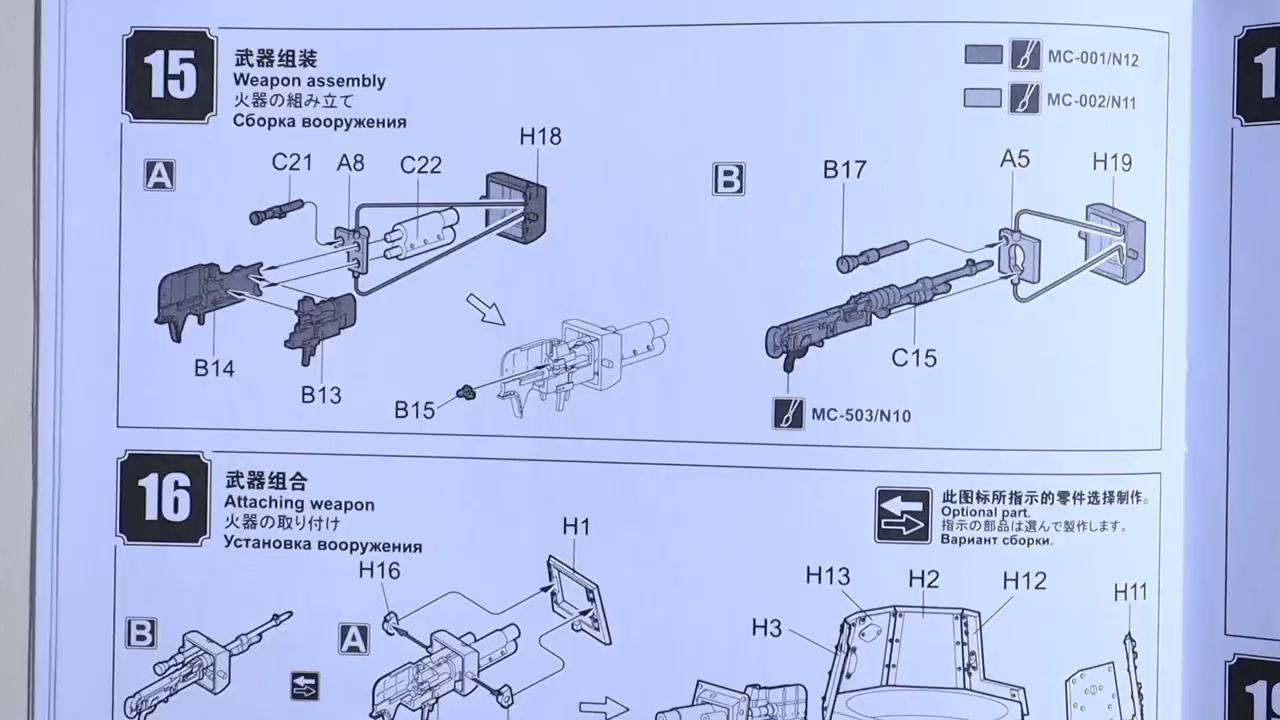 15
武器组装
Weapon assembly
火器の組み立て
Сборка вооружения
MC-001/N12
MC-002/N11
A
C21
A8
C22
H18
B14
B13
B15
B
B17
A5
H19
C15
MC-503/N10
16
武器组合
Attaching weapon
火器の取り付け
Установка вооружения
此图标所指示的零件选择制作。
Optional part.
指示の部品は選んで製作します。
Вариант сборки.
H16
H1
B
A
H13
H2
H12
H11
H3